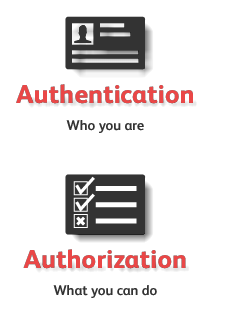 Authentication
Who you are
Authorization
What you can do